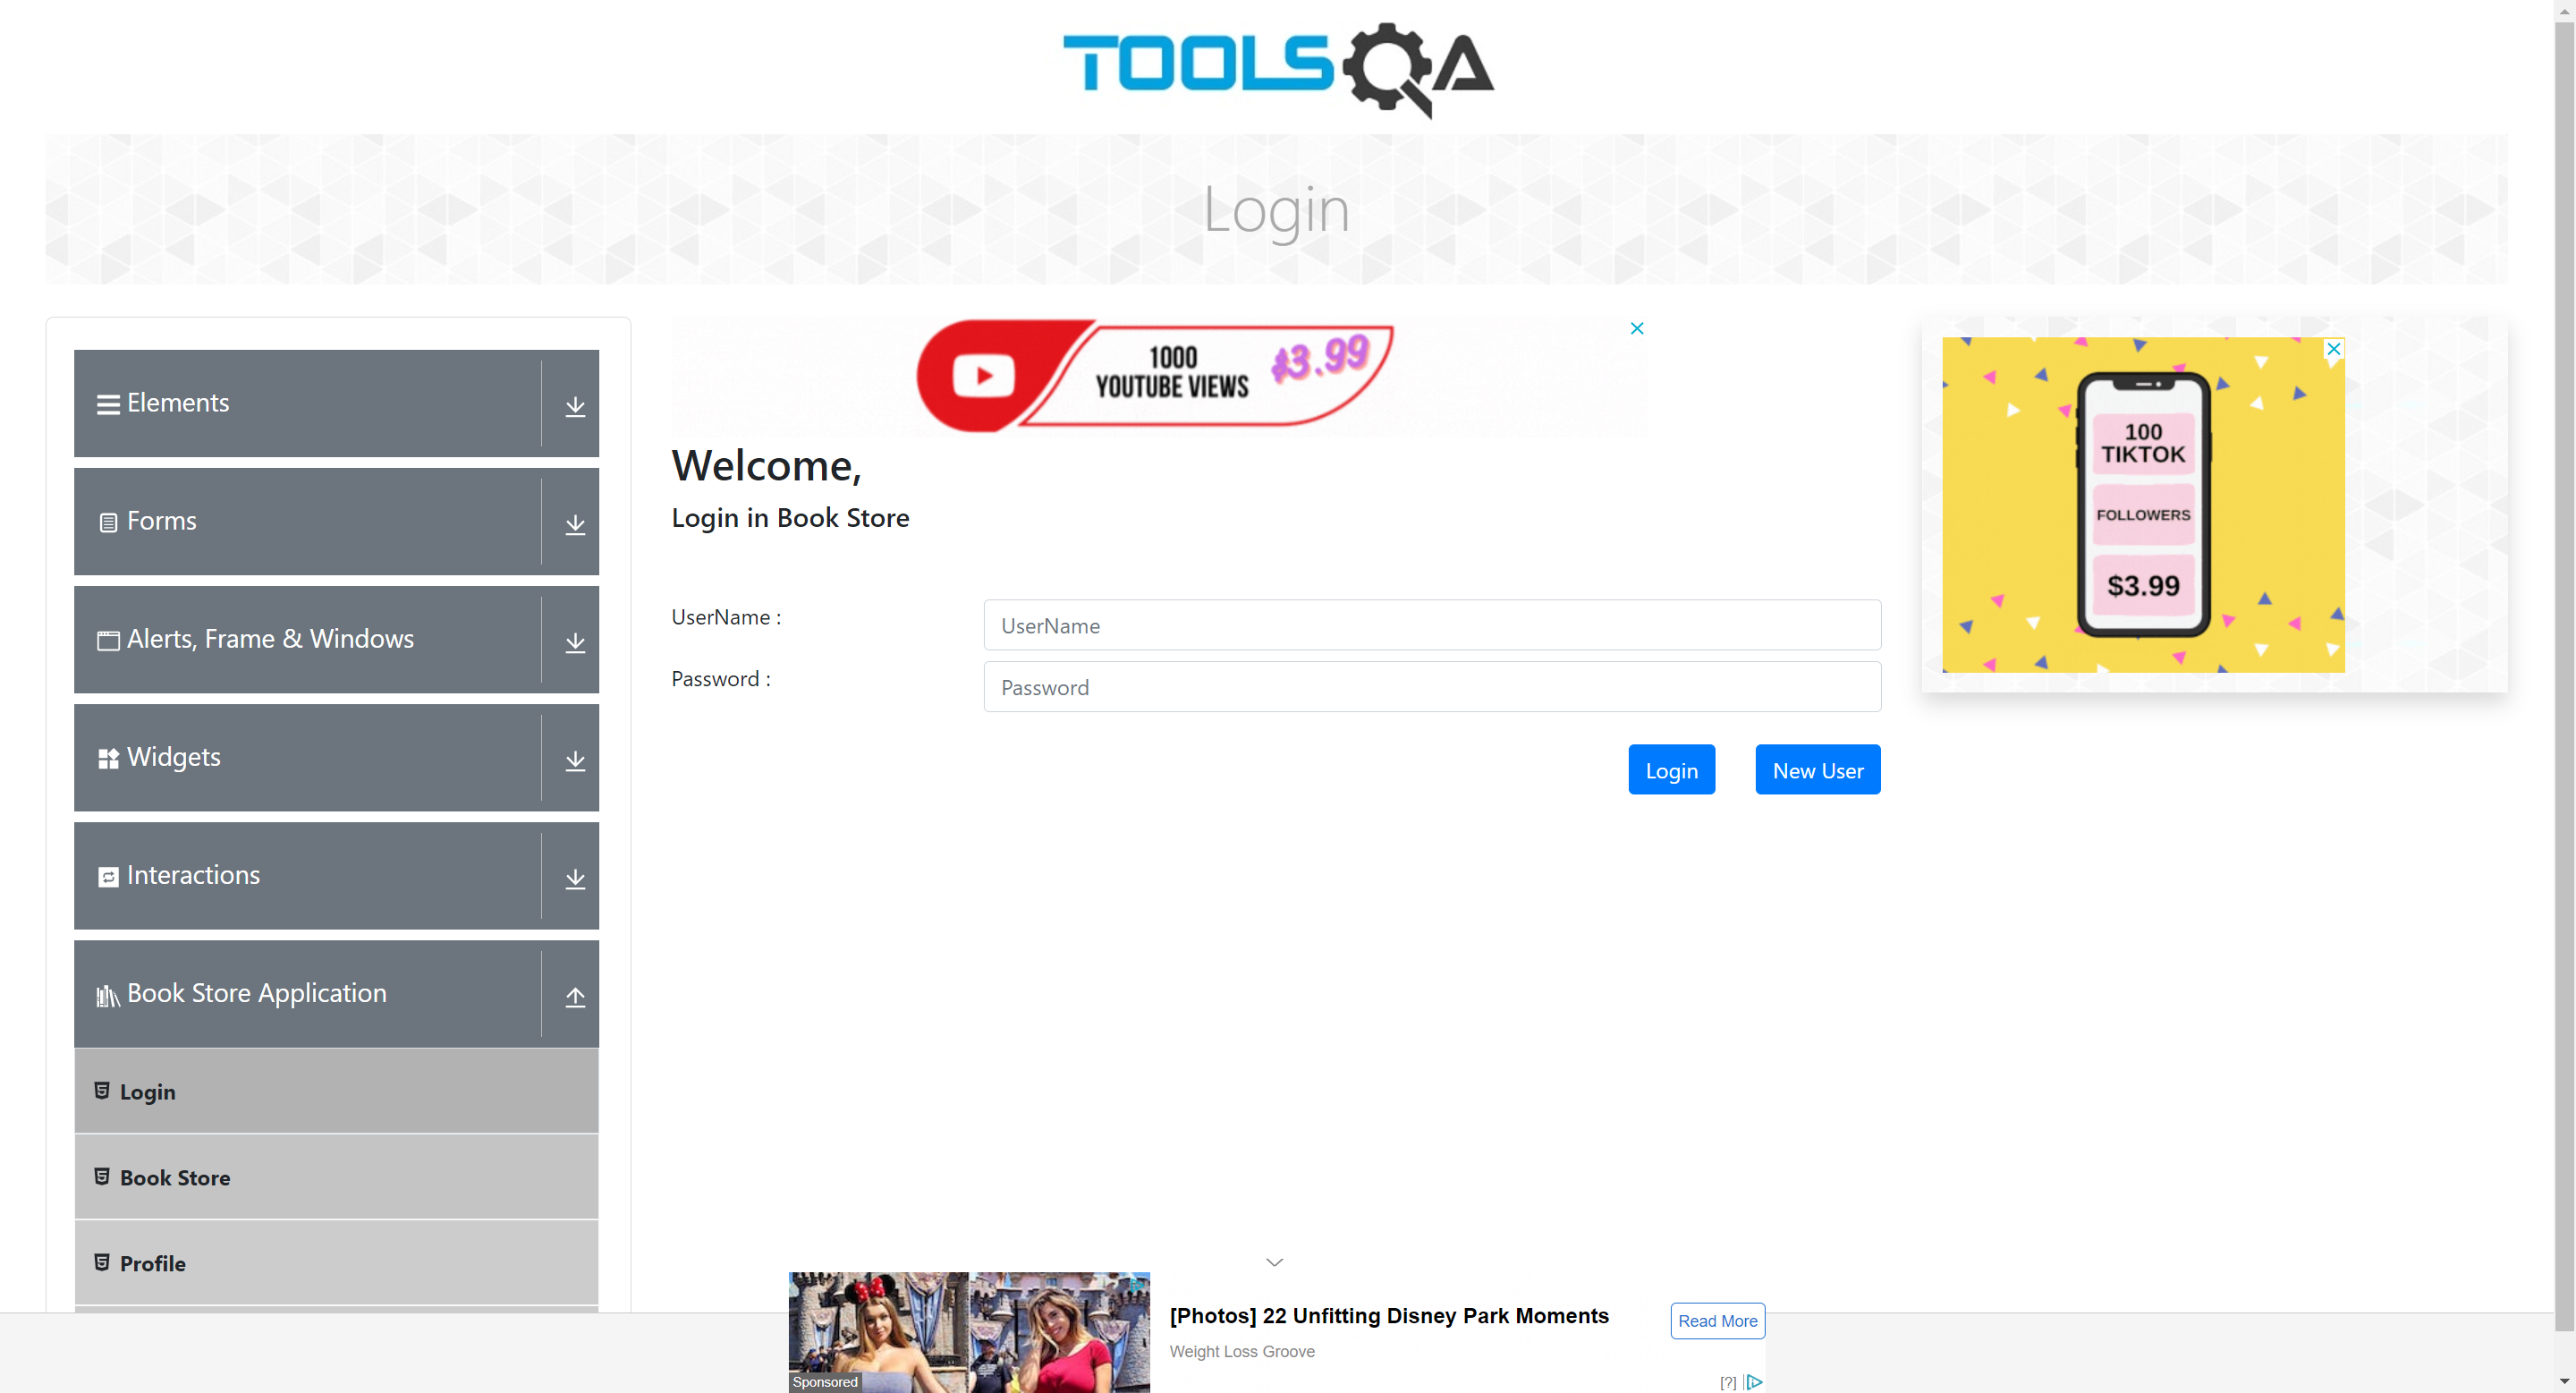 TOOLSQA
Login
Elements
Forms
Alerts, Frame & Windows
Widgets
Interactions
Book Store Application
Login
Book Store
Profile
1000
YOUTUBE VIEWS
$3.99
Welcome,
Login in Book Store
UserName :
UserName
Password :
Password
Login
New User
100
TIKTOK
FOLLOWERS
$3.99
[Photos] 22 Unfitting Disney Park Moments
Weight Loss Groove
Read More
Sponsored
[?]